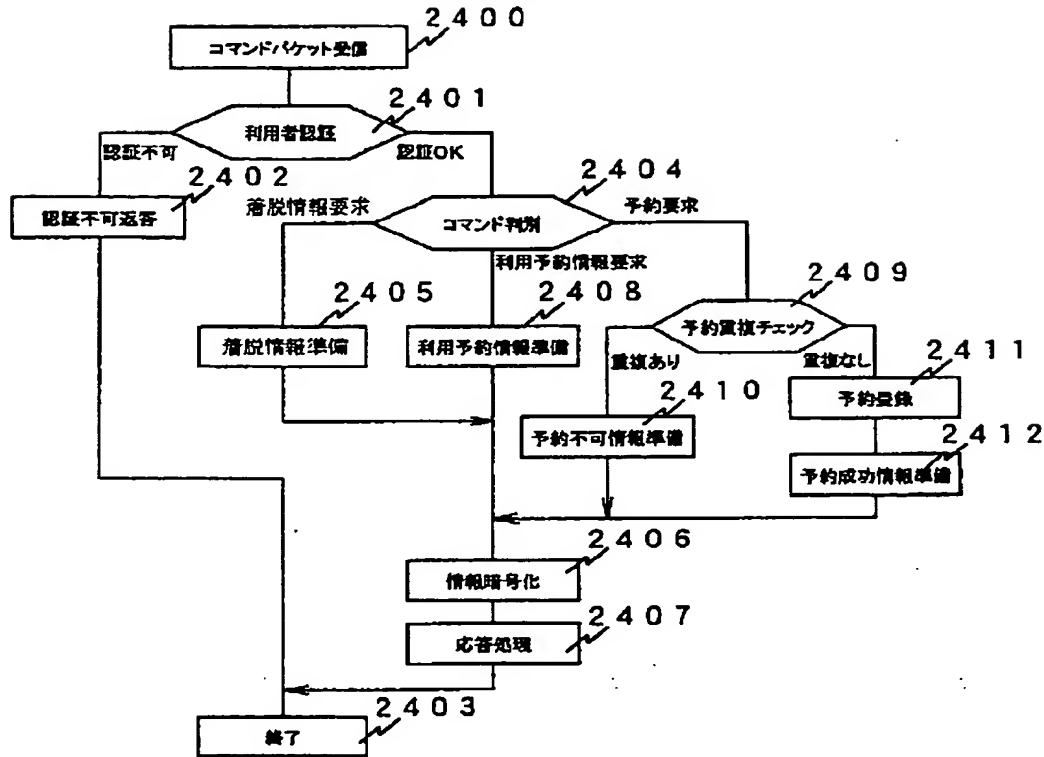 ２４００
コマンドパケット受信
２４０１
利用者認証
認証不可
認証OK
２４０２
認証不可返答
２４０４
着脱情報要求
コマンド判別
予約要求
利用予約情報要求
２４０９
予約重複チェック
２４０５
着脱情報準備
２４０８
利用予約情報準備
重複あり
重複なし
２４１１
予約登録
２４１０
予約不可情報準備
２４１２
予約成功情報準備
２４０６
情報暗号化
２４０７
応答処理
２４０３
終了